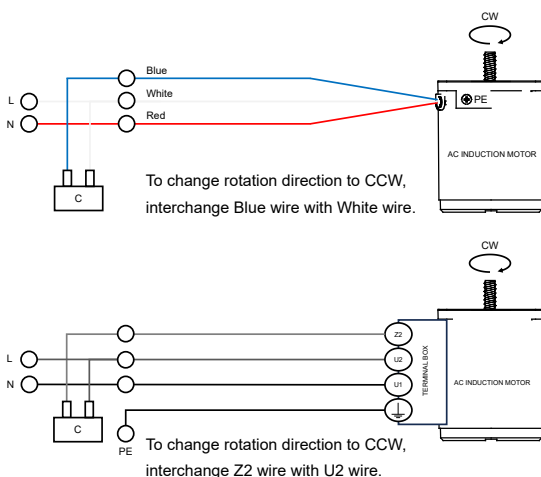 CW
Blue
L
White
PE
N
Red
AC INDUCTION MOTOR
C
To change rotation direction to CCW,
interchange Blue wire with White wire.
CW
Z2
L
U2
TERMINAL BOX
N
U1
AC INDUCTION MOTOR
C
PE
To change rotation direction to CCW,
interchange Z2 wire with U2 wire.